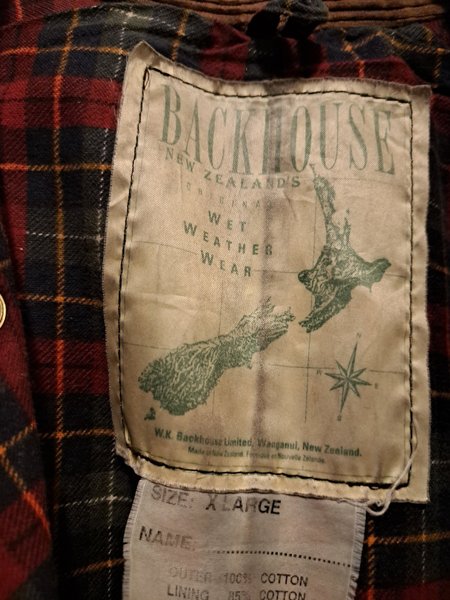 BACKHOUSE
NEW ZEALAND'S
ORIGINAL
WET
WEATHER
WEAR
W.K. Backhouse Limited, Wanganui, New Zealand.
Made in New Zealand. Fabriqué en Nouvelle Zélande.
SIZE: X LARGE
NAME:
OUTER 100% COTTON
LINING 85% COTTON